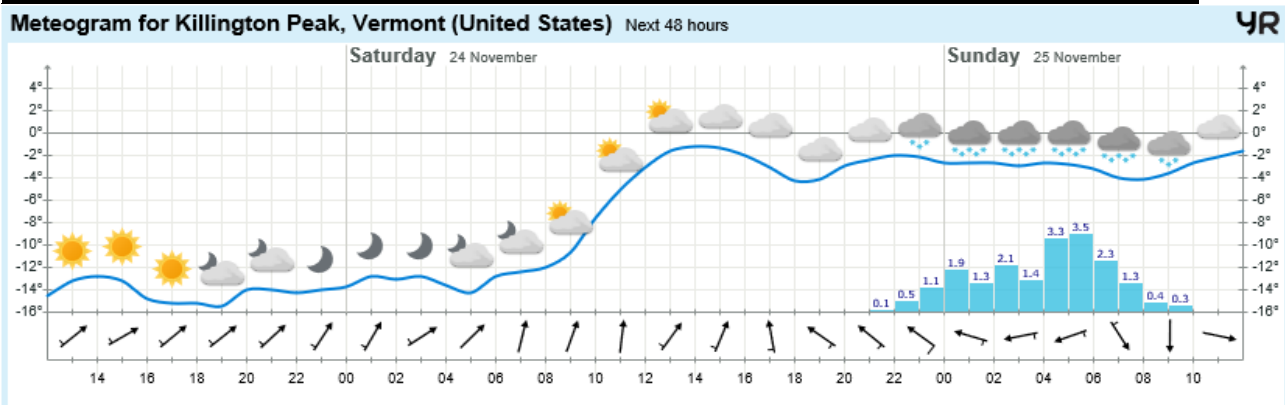 Meteogram for Killington Peak, Vermont (United States) Next 48 hours YR
Saturday 24 November Sunday 25 November
4° 4°
2° 2°
0° 0°
-2° -2°
-4° -4°
-6° -6°
-8° -8°
-10° -10°
-12° -12°
-14° -14°
-16° -16°
0.1 0.5 1.1 1.9 1.3 2.1 1.4 3.3 3.5 2.3 1.3 0.4 0.3
14 16 18 20 22 00 02 04 06 08 10 12 14 16 18 20 22 00 02 04 06 08 10